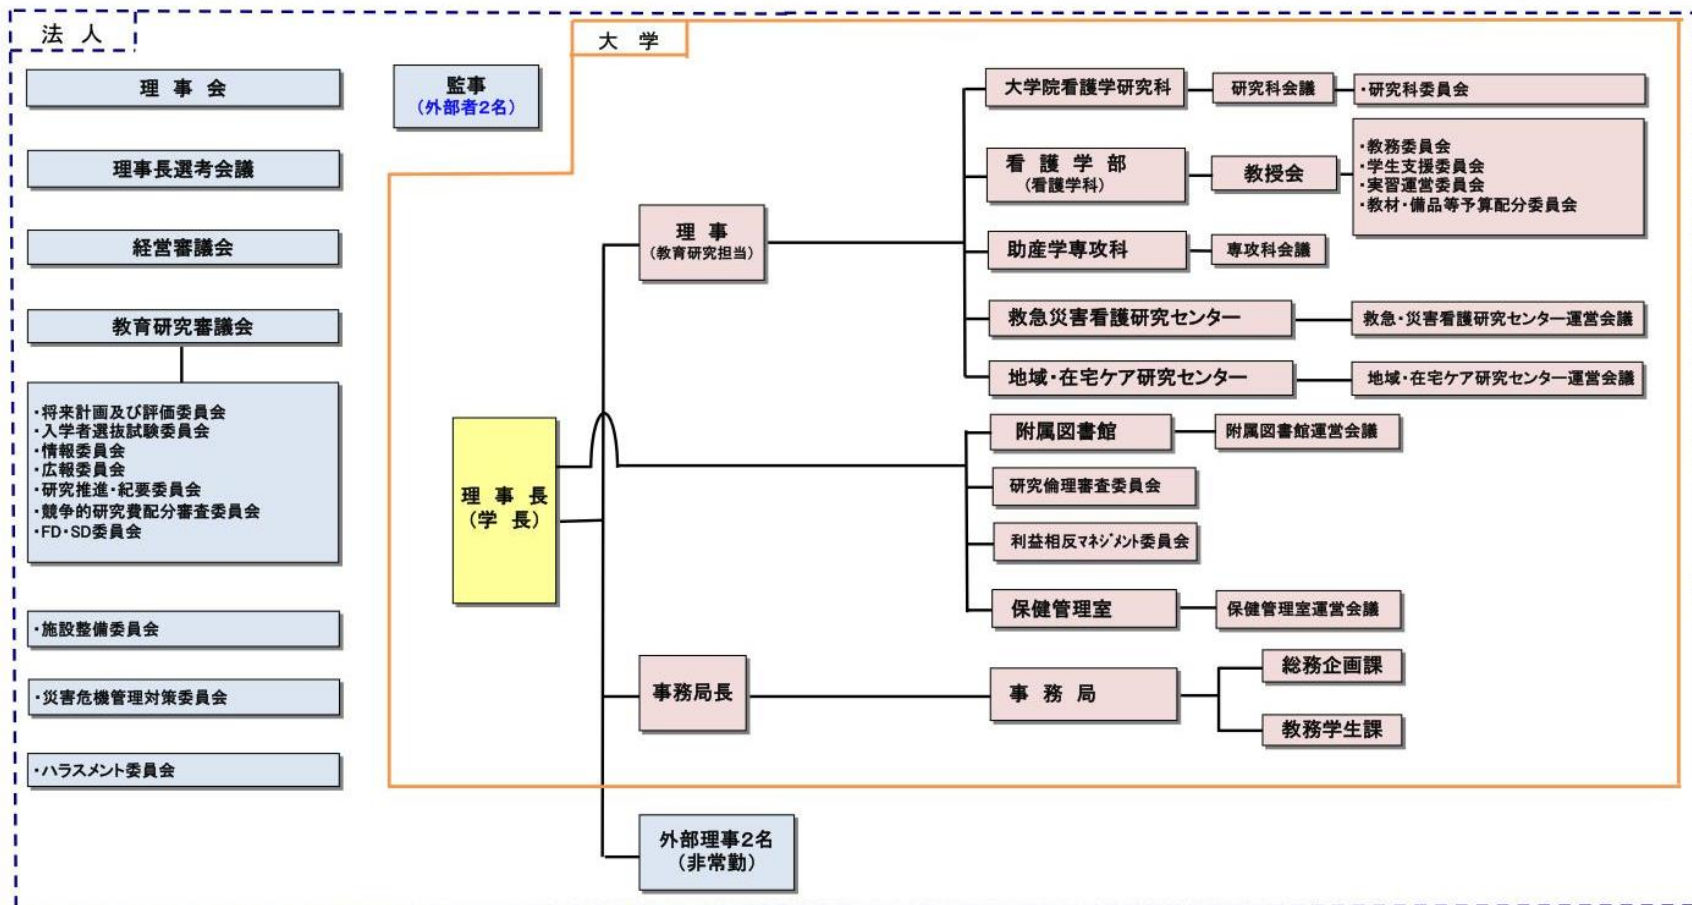 法 人
大 学
理 事 会
監事
(外部者2名)
理事長選考会議
経営審議会
教育研究審議会
・将来計画及び評価委員会
・入学者選抜試験委員会
・情報委員会
・広報委員会
・研究推進・紀要委員会
・競争的研究費配分審査委員会
・FD・SD委員会
・施設整備委員会
・災害危機管理対策委員会
・ハラスメント委員会
理 事 長
(学 長)
理 事
(教育研究担当)
大学院看護学研究科
研究科会議
・研究科委員会
看 護 学 部
(看護学科)
教授会
・教務委員会
・学生支援委員会
・実習運営委員会
・教材・備品等予算配分委員会
助産学専攻科
専攻科会議
救急災害看護研究センター
救急・災害看護研究センター運営会議
地域・在宅ケア研究センター
地域・在宅ケア研究センター運営会議
附属図書館
附属図書館運営会議
研究倫理審査委員会
利益相反マネジメント委員会
保健管理室
保健管理室運営会議
事務局長
事 務 局
総務企画課
教務学生課
外部理事2名
(非常勤)